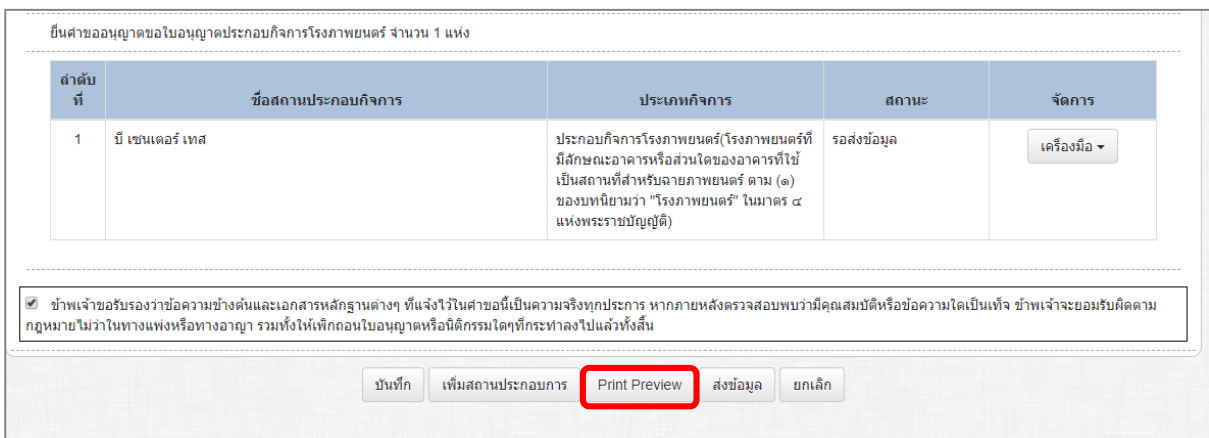 ยื่นคำขออนุญาตขอใบอนุญาตประกอบกิจการโรงภาพยนตร์ จำนวน 1 แห่ง
ลำดับ
ที่
ชื่อสถานประกอบกิจการ
ประเภทกิจการ
สถานะ
จัดการ
1
บี เซนเตอร์ เทส
ประกอบกิจการโรงภาพยนตร์(โรงภาพยนตร์ที่
มีลักษณะอาคารหรือส่วนใดของอาคารที่ใช้
เป็นสถานที่สำหรับฉายภาพยนตร์ ตาม (๑)
ของบทนิยามว่า "โรงภาพยนตร์" ในมาตร ๔
แห่งพระราชบัญญัติ)
รอส่งข้อมูล
เครื่องมือ
ข้าพเจ้าขอรับรองว่าข้อความข้างต้นและเอกสารหลักฐานต่างๆ ที่แจ้งไว้ในคำขอนี้เป็นความจริงทุกประการ หากภายหลังตรวจสอบพบว่ามีคุณสมบัติหรือข้อความใดเป็นเท็จ ข้าพเจ้าจะยอมรับผิดตาม
กฎหมายไม่ว่าในทางแพ่งหรือทางอาญา รวมทั้งให้เพิกถอนใบอนุญาตหรือนิติกรรมใดๆที่กระทำลงไปแล้วทั้งสิ้น
บันทึก
เพิ่มสถานประกอบการ
Print Preview
ส่งข้อมูล
ยกเลิก